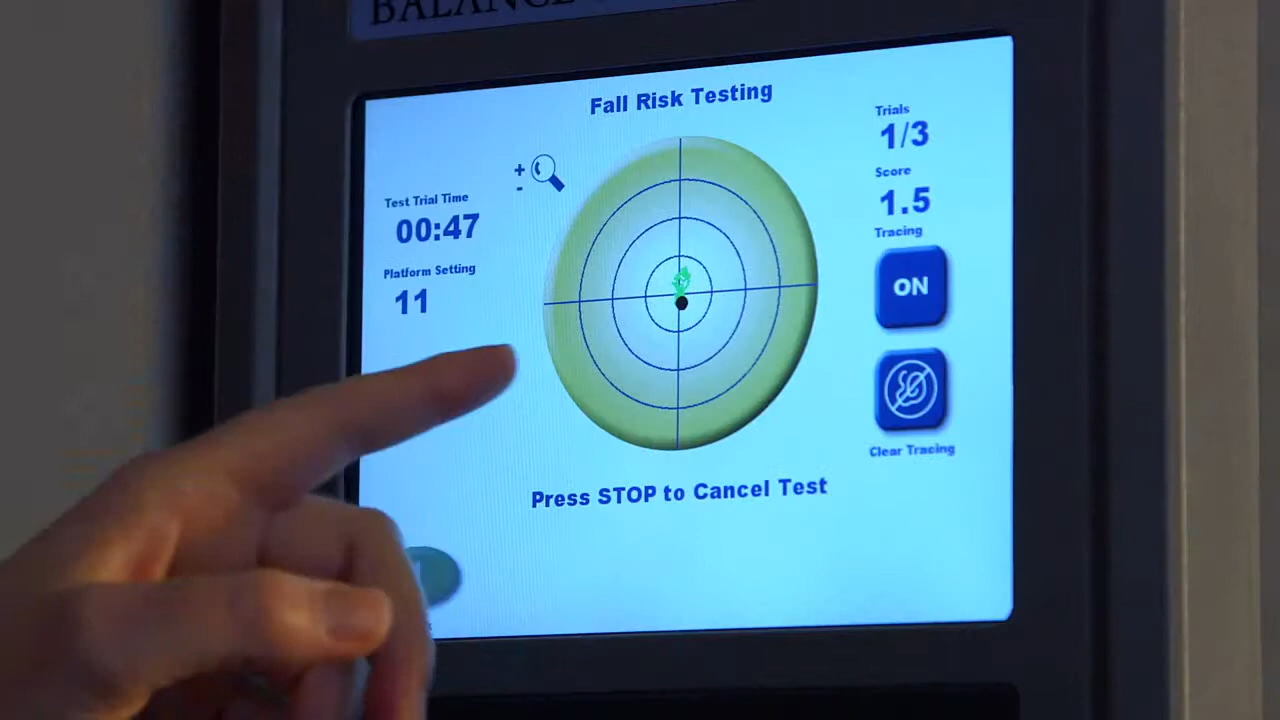 BALANCE
Fall Risk Testing
Test Trial Time
00:47
Platform Setting
11
+
-
Trials
1/3
Score
1.5
Tracing
ON
Clear Tracing
Press STOP to Cancel Test